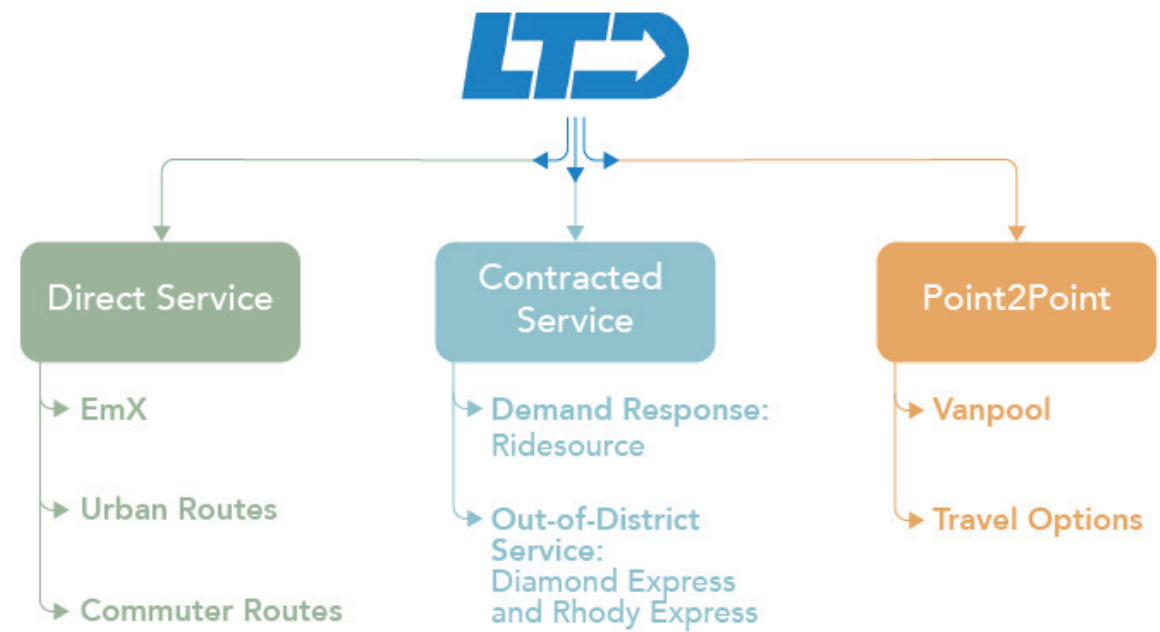 LTD
Direct Service
EmX
Urban Routes
Commuter Routes
Contracted
Service
Demand Response:
Ridesource
Out-of-District
Service:
Diamond Express
and Rhody Express
Point2Point
Vanpool
Travel Options